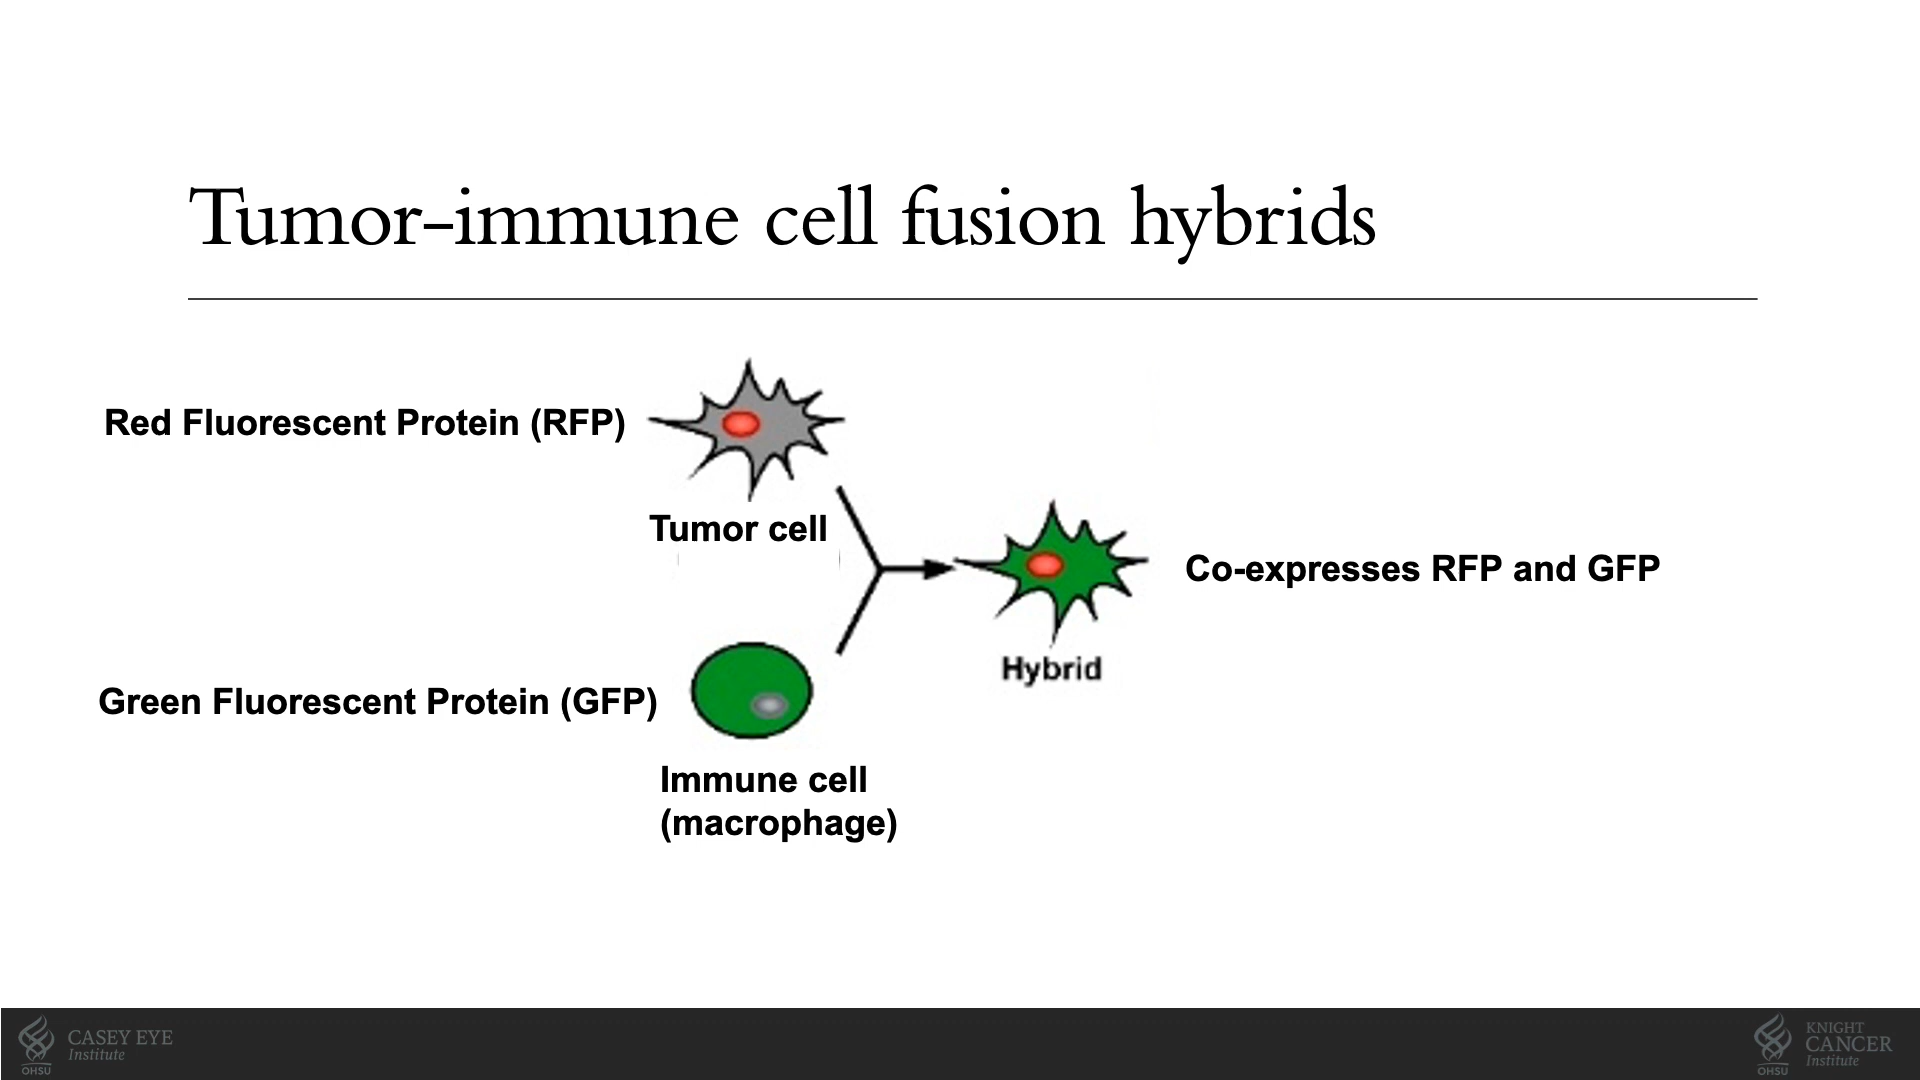 Tumor-immune cell fusion hybrids
Red Fluorescent Protein (RFP)
Tumor cell
Co-expresses RFP and GFP
Hybrid
Green Fluorescent Protein (GFP)
Immune cell
(macrophage)
CASEY EYE
Institute
OHSU
KNIGHT
CANCER
Institute
OHSU